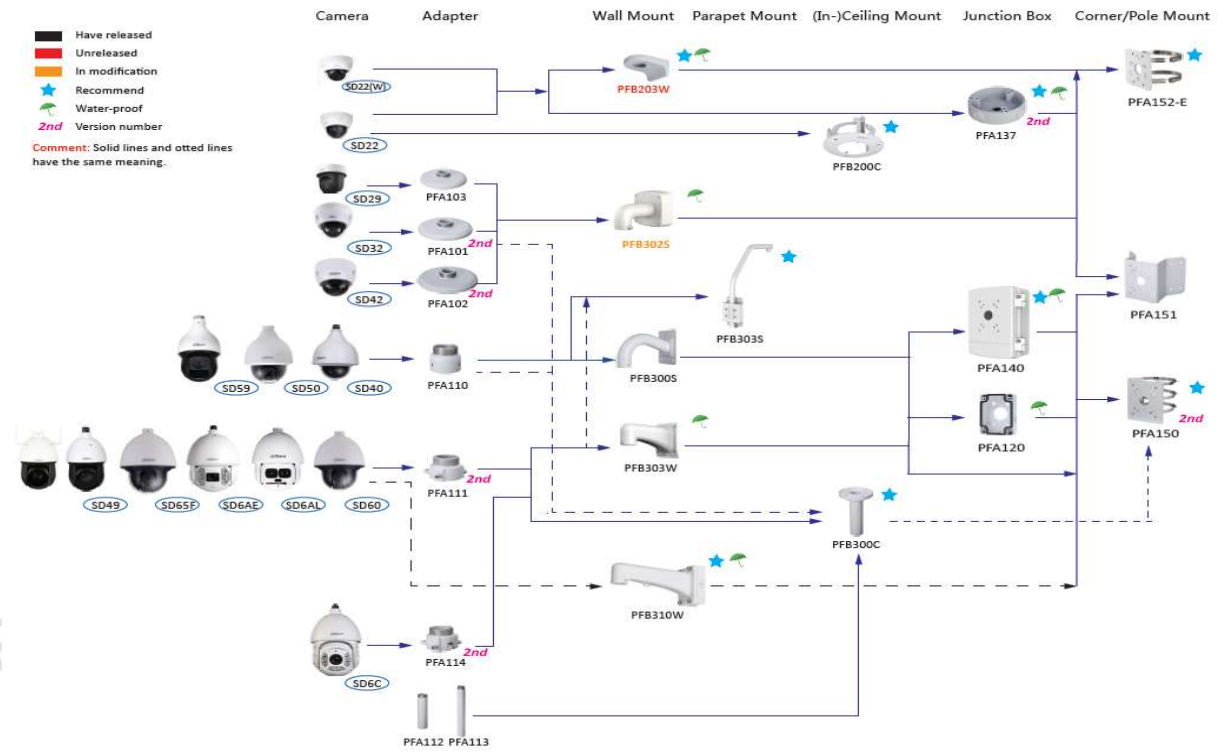 Camera Adapter Wall Mount Parapet Mount (In-)Ceiling Mount Junction Box Corner/Pole Mount
Have released
Unreleased
In modification
Recommend
Water-proof
2nd Version number
Comment: Solid lines and otted lines
have the same meaning.
SD22(W)
PFB203W
PFA152-E
SD22
PFB200C
PFA137
2nd
SD29
PFA103
SD32
PFA101
2nd
PFB302S
SD42
PFA102
2nd
PFB303S
PFA151
SD59
SD50
SD40
PFA110
PFB300S
PFA140
PFA150
2nd
SD49
SD65F
SD6AE
SD6AL
SD60
PFA111
2nd
PFB303W
PFA120
PFB300C
PFB310W
SD6C
PFA114
2nd
PFA112 PFA113